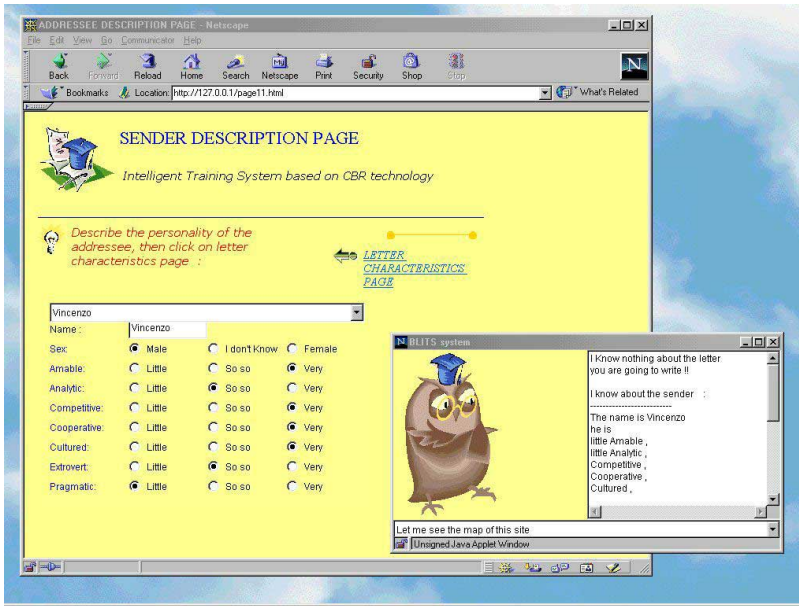 ADDRESSEE DESCRIPTION PAGE - Netscape
File Edit View Go Communicator Help
Back Forward Reload Home Search Netscape Print Security Shop Stop
Bookmarks Location: http://127.0.0.1/page11.html What's Related
SENDER DESCRIPTION PAGE
Intelligent Training System based on CBR technology
Describe the personality of the
addressee, then click on letter
characteristics page :
LETTER
CHARACTERISTICS
PAGE
Vincenzo
Name : Vincenzo
Sex: Male I don't Know Female
Amable: Little So so Very
Analytic: Little So so Very
Competitive: Little So so Very
Cooperative: Little So so Very
Cultured: Little So so Very
Extrovert: Little So so Very
Pragmatic: Little So so Very
N BLITS system
I Know nothing about the letter
you are going to write !!
I know about the sender :
----------------------------
The name is Vincenzo
he is
little Amable ,
little Analytic ,
Competitive ,
Cooperative ,
Cultured ,
Let me see the map of this site
Unsigned Java Applet Window